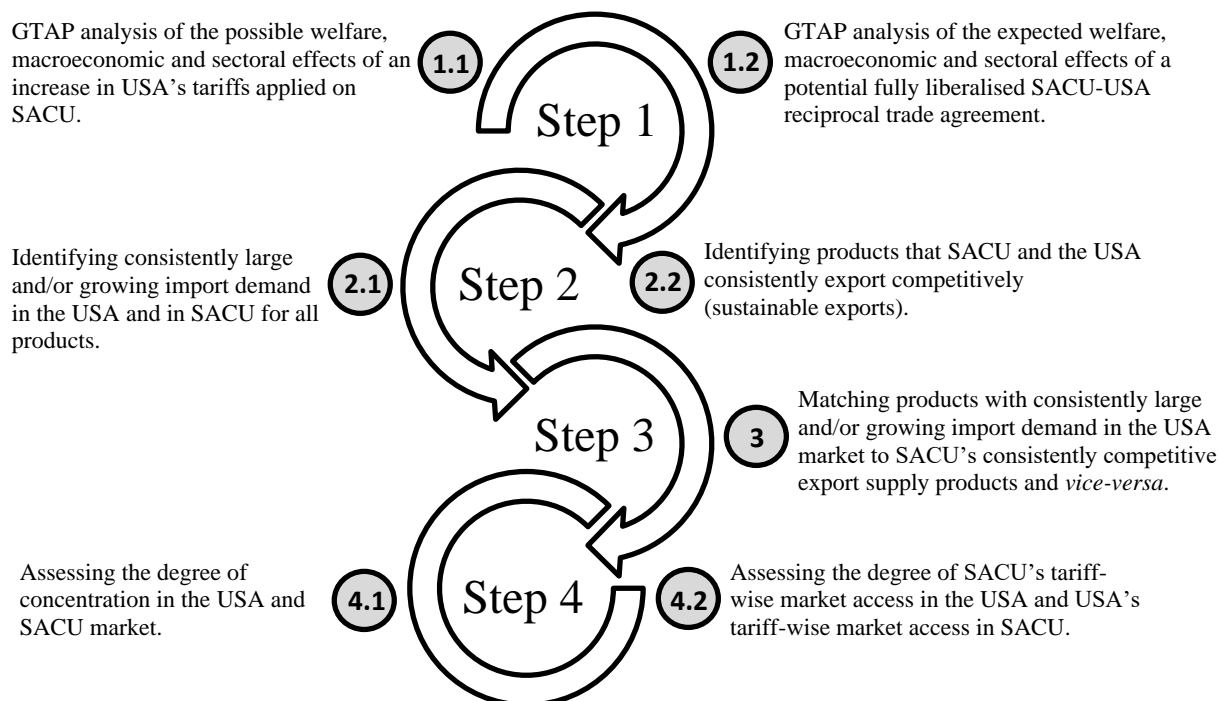 GTAP analysis of the possible welfare,
macroeconomic and sectoral effects of an
increase in USA's tariffs applied on
SACU.
1.1
Step 1
1.2
GTAP analysis of the expected welfare,
macroeconomic and sectoral effects of a
potential fully liberalised SACU-USA
reciprocal trade agreement.
Identifying consistently large
and/or growing import demand
in the USA and in SACU for all
products.
2.1
Step 2
2.2
Identifying products that SACU and the USA
consistently export competitively
(sustainable exports).
Step 3
3
Matching products with consistently large
and/or growing import demand in the USA
market to SACU's consistently competitive
export supply products and vice-versa.
Assessing the degree of
concentration in the USA and
SACU market.
4.1
Step 4
4.2
Assessing the degree of SACU's tariff-
wise market access in the USA and USA's
tariff-wise market access in SACU.